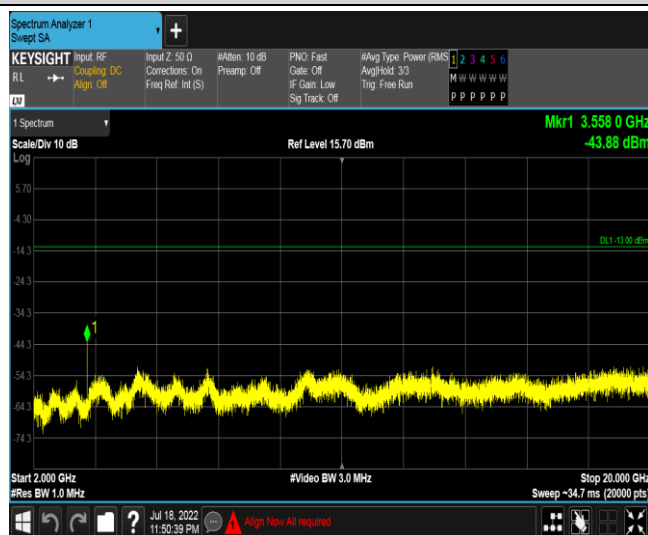 Spectrum Analyzer 1
Swept SA
+
KEYSIGHT
RL
LXI
Input: RF
Coupling: DC
Align: Off
Input Z: 50 Ω
Corrections: On
Freq Ref: Int (S)
#Atten: 10 dB
Preamp: Off
PNO: Fast
Gate: Off
IF Gain: Low
Sig Track: Off
#Avg Type: Power (RMS
Avg|Hold: 3/3
Trig: Free Run
1 2 3 4 5 6
M W W W W W
P P P P P P
1 Spectrum
Scale/Div 10 dB
Ref Level 15.70 dBm
Mkr1 3.558 0 GHz
-43.88 dBm
Log
5.70
-4.30
DL1 -13.00 dBm
-14.3
-24.3
-34.3
1
-44.3
-54.3
-64.3
-74.3
Start 2.000 GHz
#Video BW 3.0 MHz
Stop 20.000 GHz
#Res BW 1.0 MHz
Sweep ~34.7 ms (20000 pts)
?
Jul 18, 2022
11:50:39 PM
Align Now All required